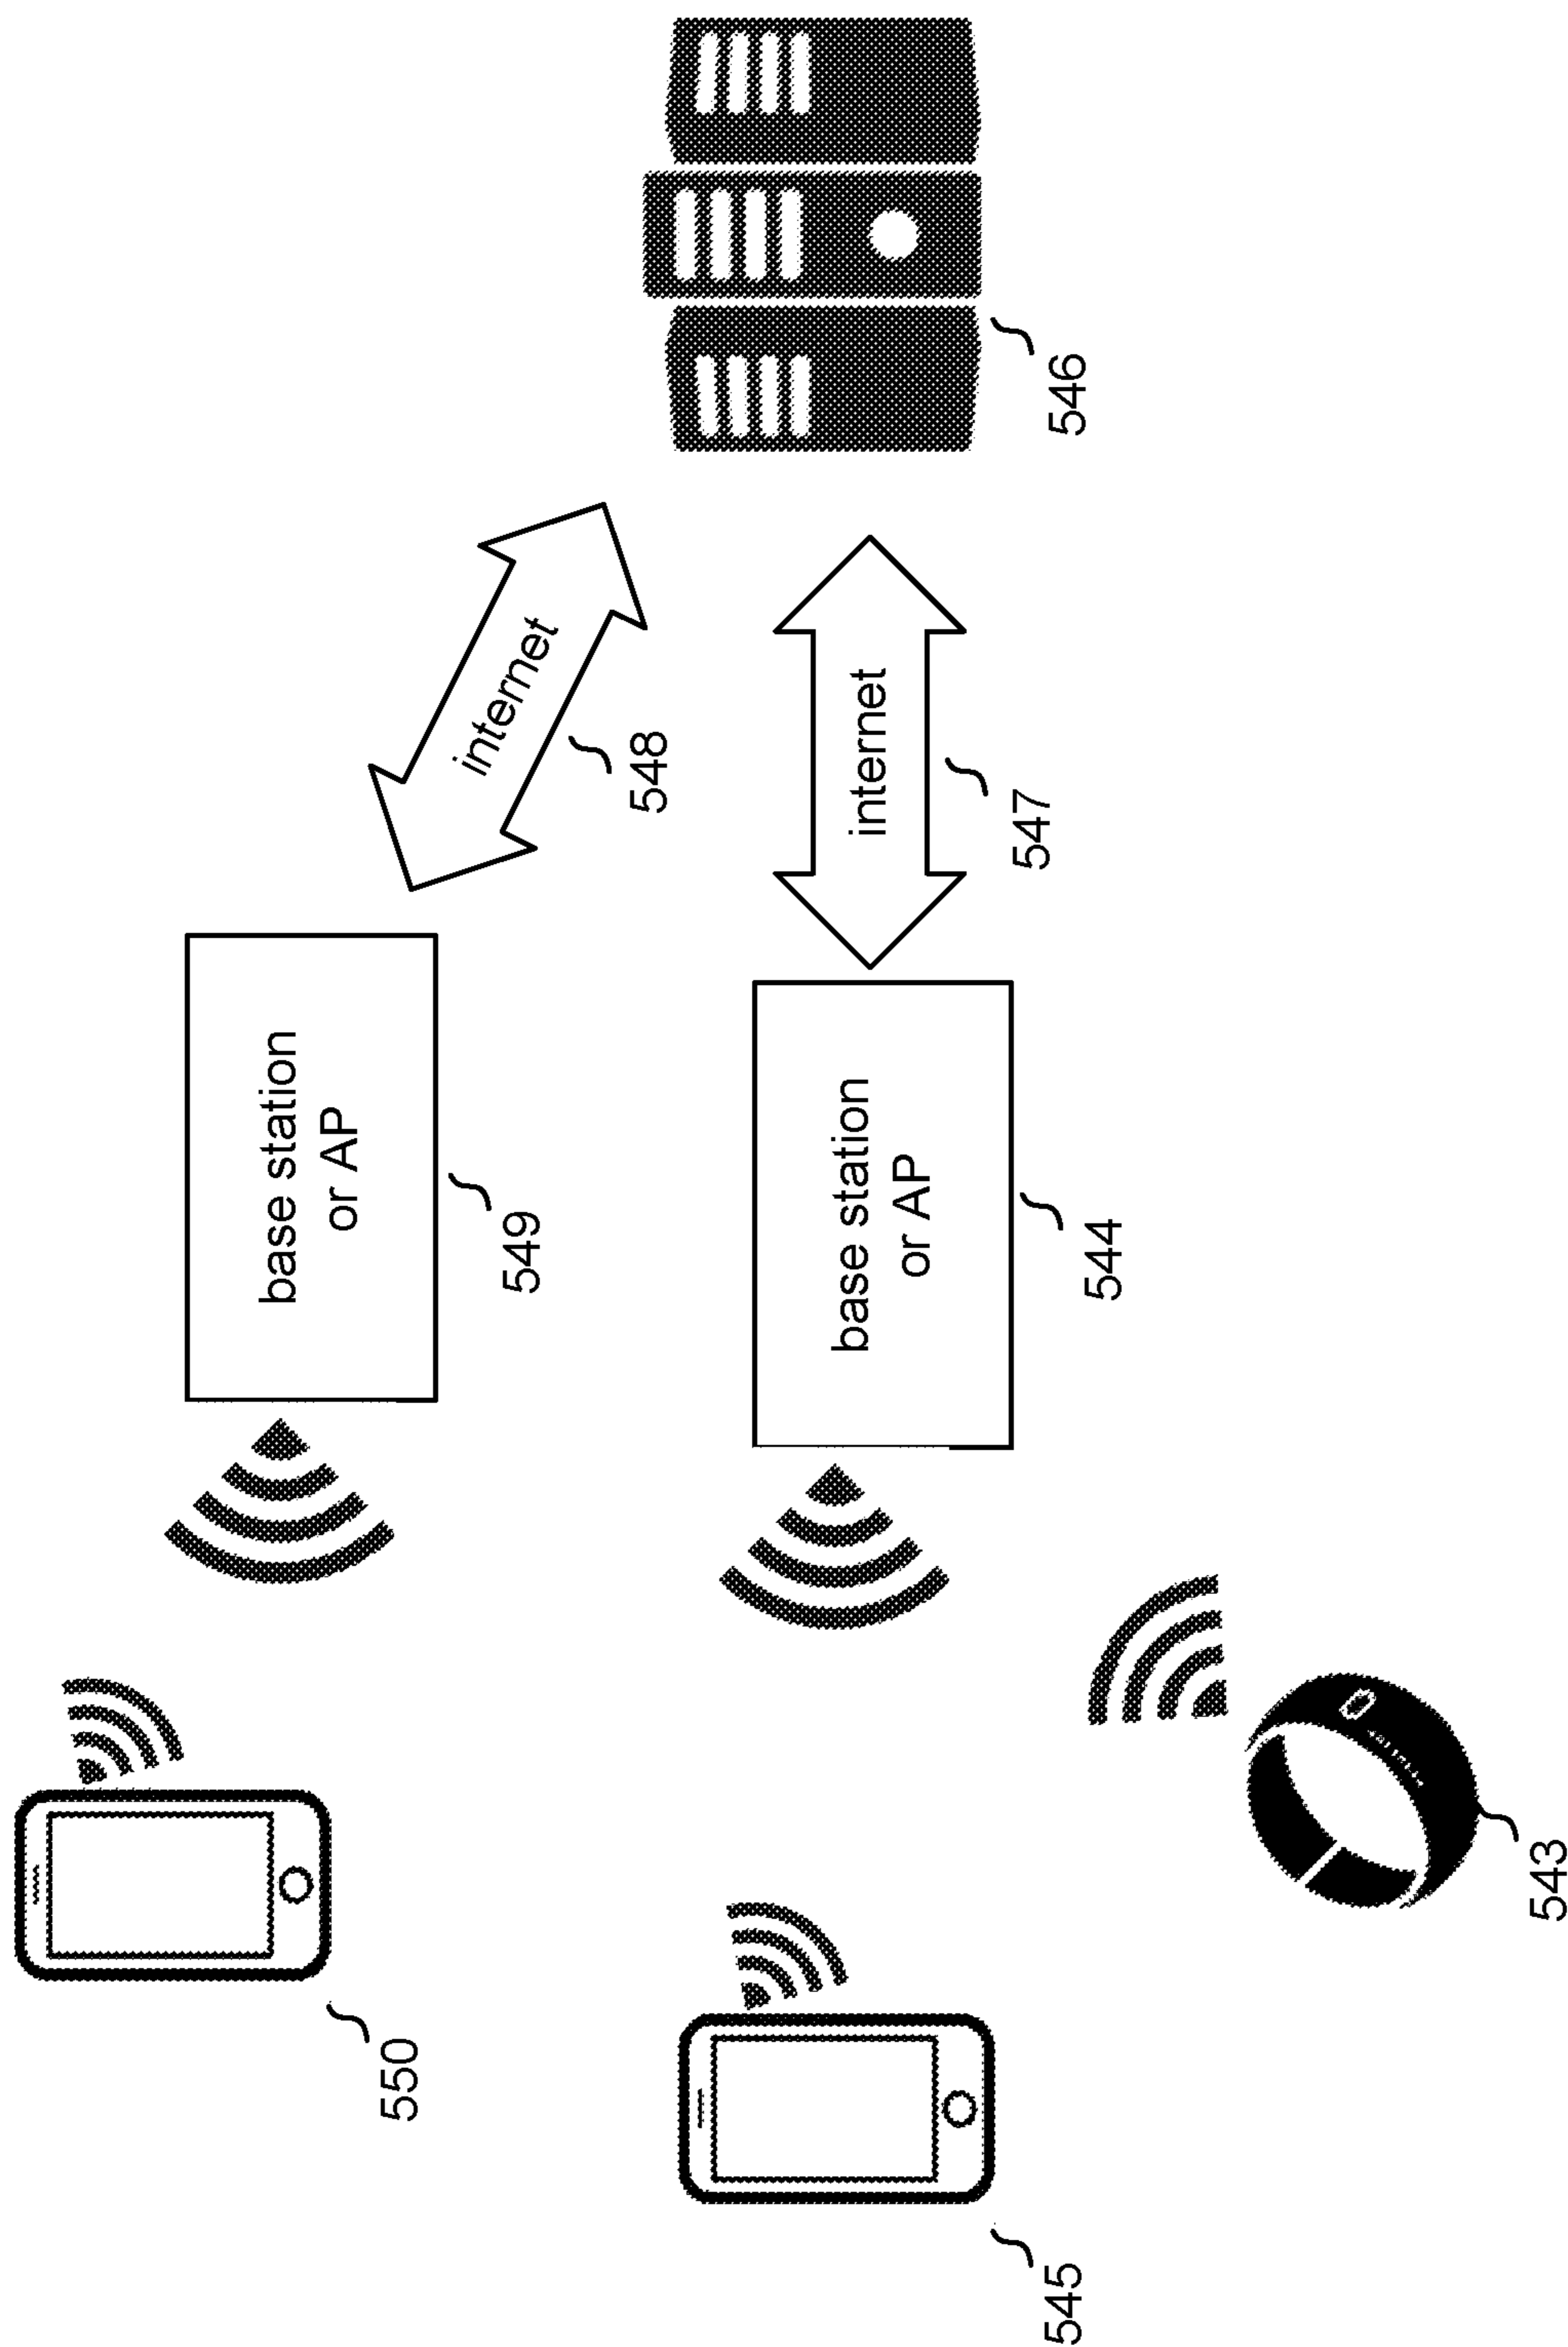 550
base station
or AP
549
internet
548
545
base station
or AP
544
internet
547
546
543